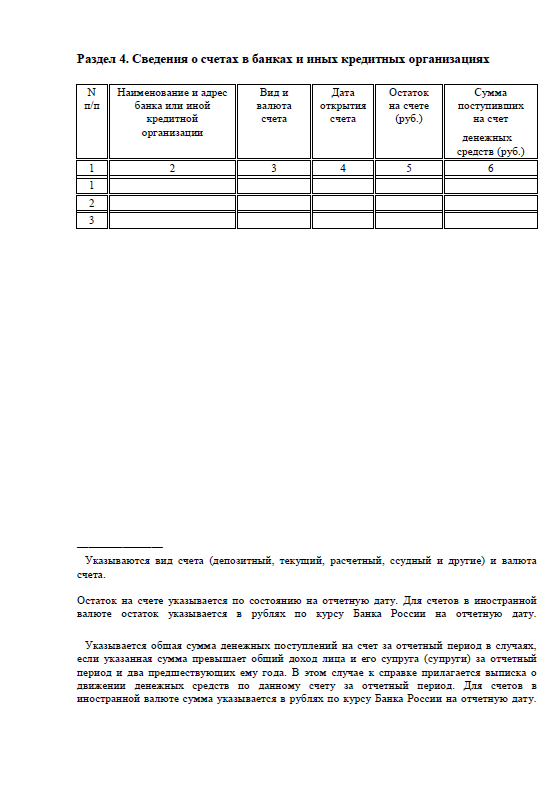 Раздел 4. Сведения о счетах в банках и иных кредитных организациях
N п/п
Наименование и адрес банка или иной кредитной организации
Вид и валюта счета
Дата открытия счета
Остаток на счете (руб.)
Сумма поступивших на счет денежных средств (руб.)
1 2 3 4 5 6
1
2
3
Указываются вид счета (депозитный, текущий, расчетный, ссудный и другие) и валюта
счета.
Остаток на счете указывается по состоянию на отчетную дату. Для счетов в иностранной
валюте остаток указывается в рублях по курсу Банка России на отчетную дату.
Указывается общая сумма денежных поступлений на счет за отчетный период в случаях,
если указанная сумма превышает общий доход лица и его супруга (супруги) за отчетный
период и два предшествующих ему года. В этом случае к справке прилагается выписка о
движении денежных средств по данному счету за отчетный период. Для счетов в
иностранной валюте сумма указывается в рублях по курсу Банка России на отчетную дату.